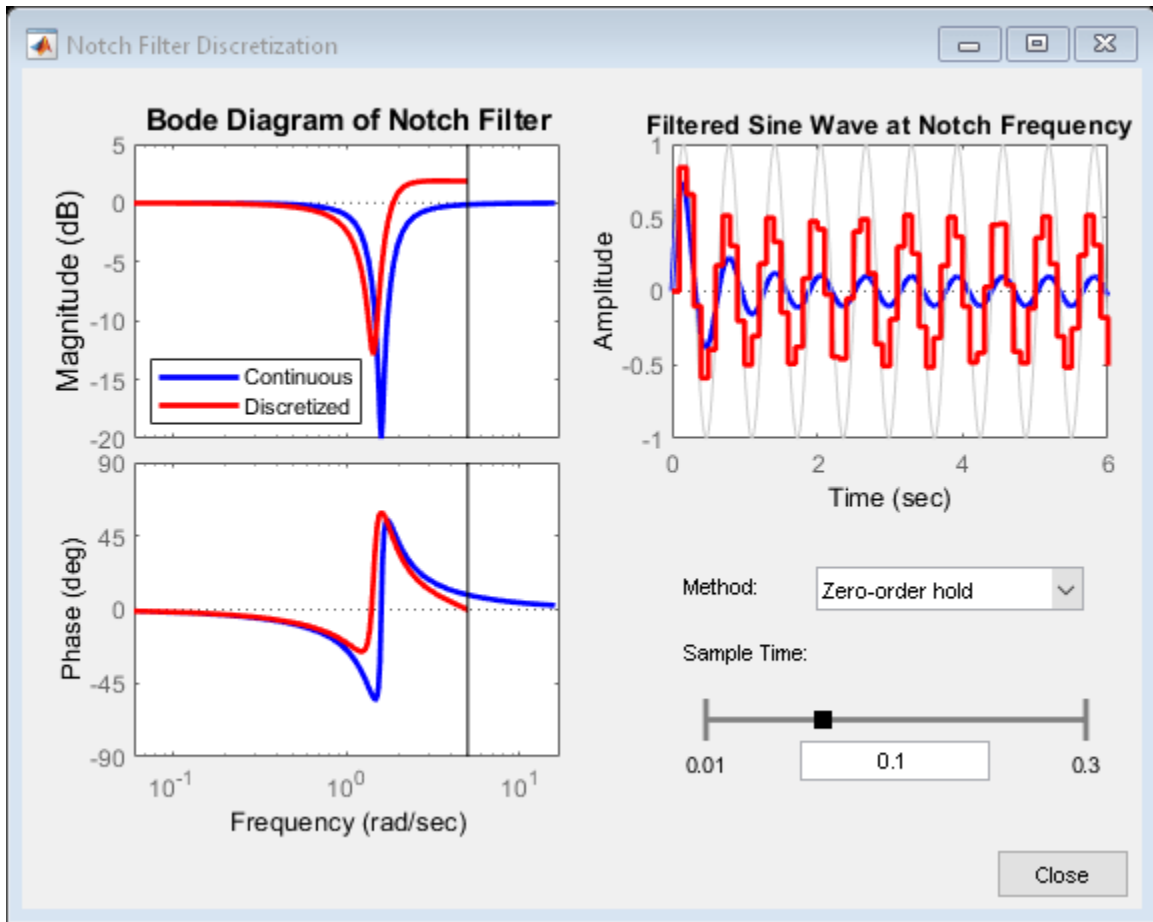 Notch Filter Discretization
Bode Diagram of Notch Filter
Magnitude (dB)
5
0
-5
-10
-15
-20
Continuous
Discretized
Phase (deg)
90
45
0
-45
-90
10^-1
10^0
10^1
Frequency (rad/sec)
Filtered Sine Wave at Notch Frequency
Amplitude
1
0.5
0
-0.5
-1
0
2
4
6
Time (sec)
Method:
Zero-order hold
Sample Time:
0.01
0.1
0.3
Close